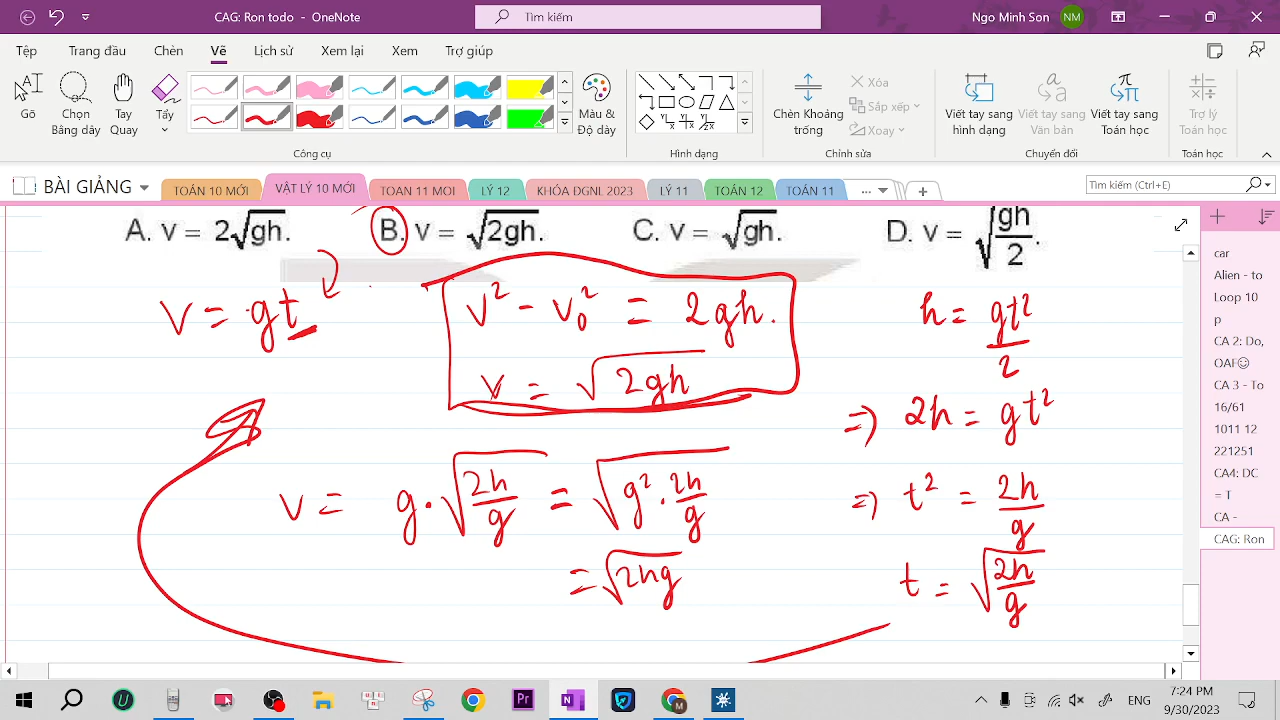 CAG: Ron todo - OneNote
Tìm kiếm
Ngo Minh Son NM
Tệp Trang đầu Chèn Vẽ Lịch sử Xem lại Xem Trợ giúp
Gõ
Chọn Bằng dây
Tay Quay
Tẩy
Màu & Độ dày
Chèn Khoảng trống
Xóa
Sắp xếp
Xoay
Viết tay sang hình dạng
Viết tay sang Văn bản
Viết tay sang Toán học
Trợ lý Toán học
Công cụ
Hình dạng
Chỉnh sửa
Chuyển đổi
Toán học
BÀI GIẢNG
TOÁN 10 MỚI
VẬT LÝ 10 MỚI
TOAN 11 MOI
LÝ 12
KHÓA ĐGNL 2023
LÝ 11
TOÁN 12
TOÁN 11
...
Tìm kiếm (Ctrl+E)
A. v = 2√gh. B. v = √2gh. C. v = √gh. D. v = √(gh/2).
v = gt
v² - v₀² = 2gh.
v = √2gh
h = gt²/2
=> 2h = gt²
v = g.√(2h/g) = √(g².2h/g)
= √2hg
=> t² = 2h/g
t = √(2h/g)
car
Alien - to
Loop 10
p
CA 2: Do,
OAF☺
CA 3 - To
16/61
1011 12
221251
CA4: DC
= T
CA -
CAG: Ron
ENG
7:24 PM
9/30/2023